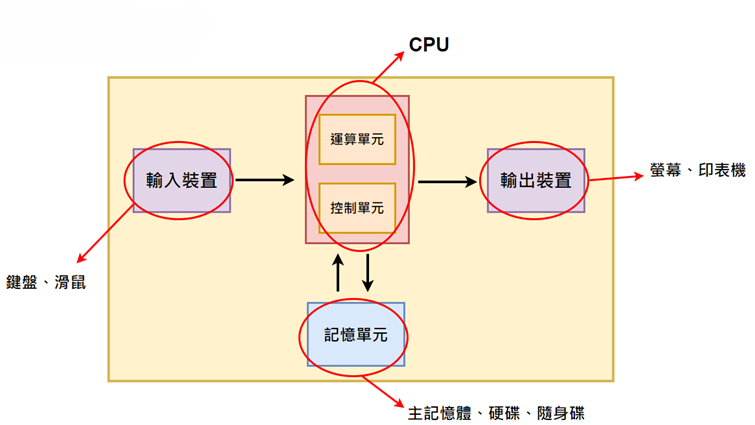 CPU
運算單元
輸入裝置
輸出裝置
螢幕、印表機
控制單元
鍵盤、滑鼠
記憶單元
主記憶體、硬碟、隨身碟